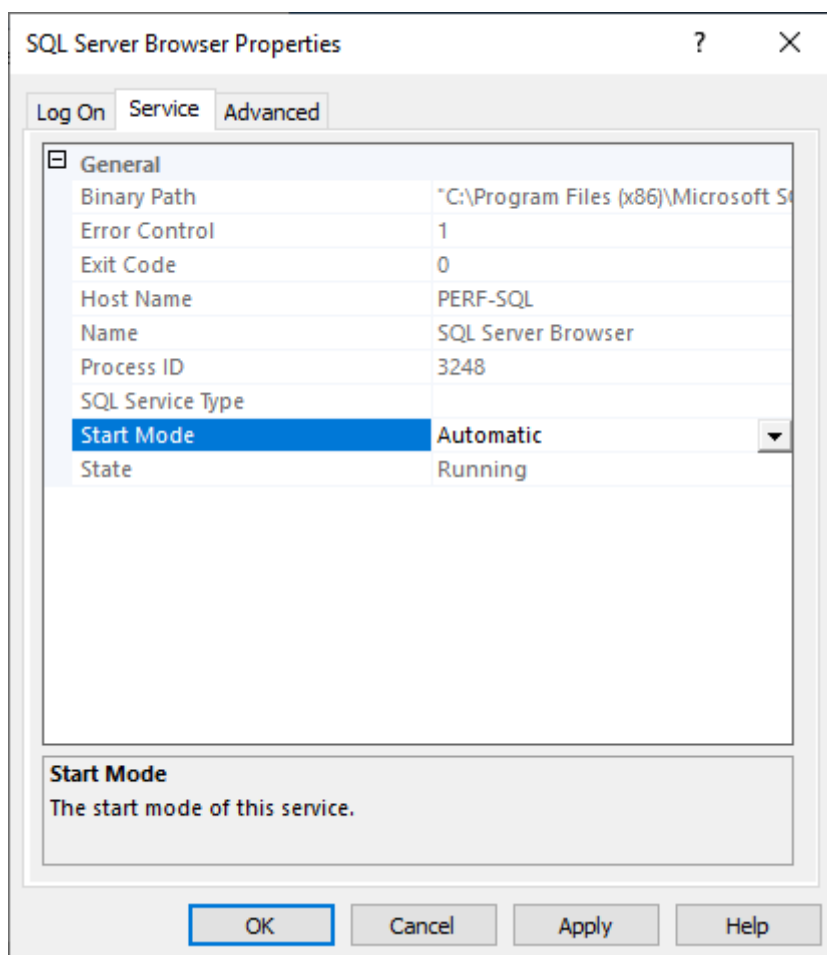 SQL Server Browser Properties
Log On Service Advanced
General
Binary Path "C:\Program Files (x86)\Microsoft S
Error Control 1
Exit Code 0
Host Name PERF-SQL
Name SQL Server Browser
Process ID 3248
SQL Service Type
Start Mode Automatic
State Running
Start Mode
The start mode of this service.
OK Cancel Apply Help